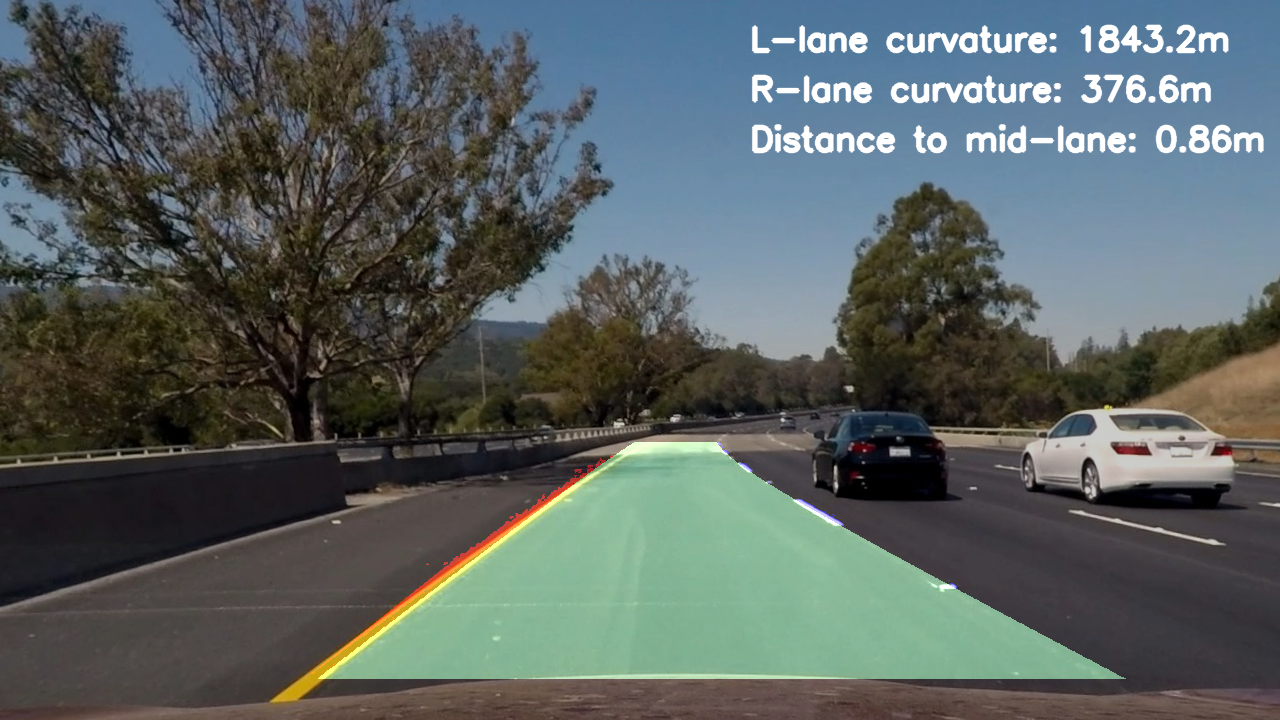 L-lane curvature: 1843.2m
R-lane curvature: 376.6m
Distance to mid-lane: 0.86m